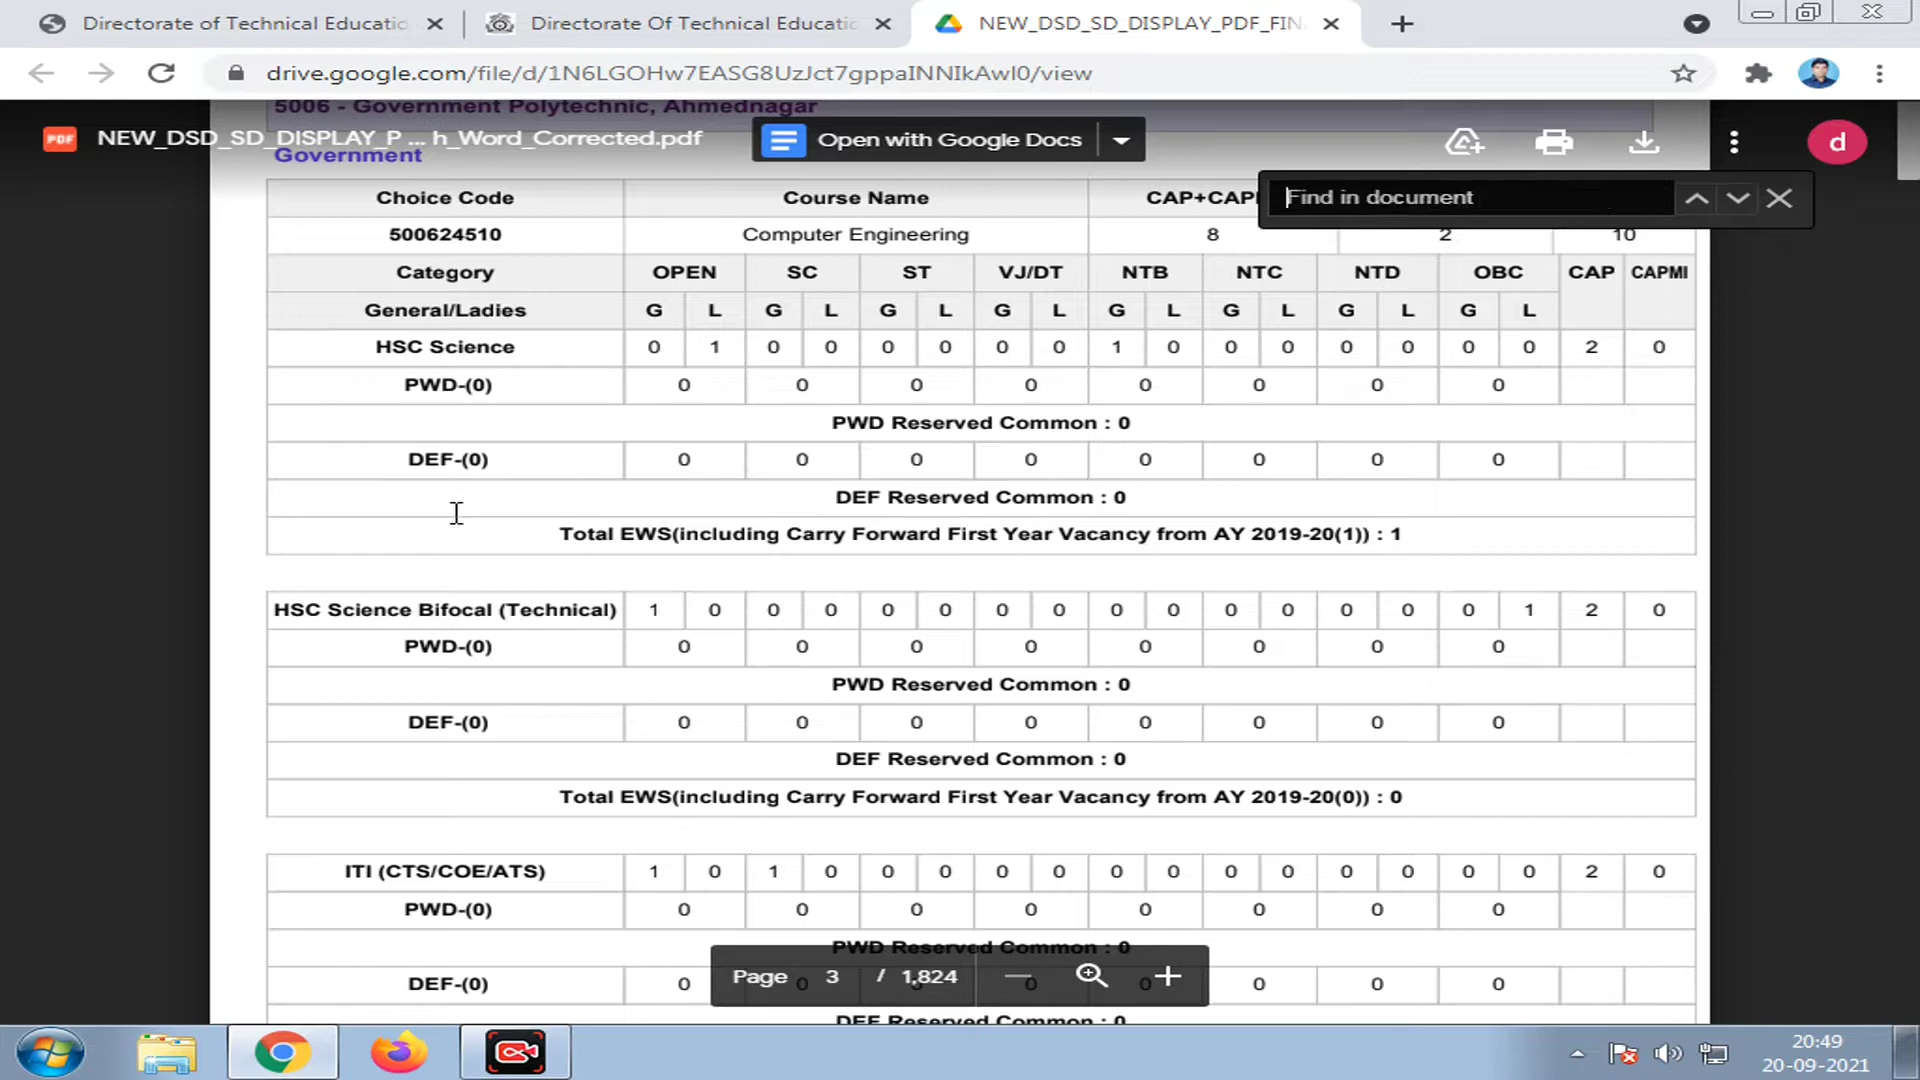 Directorate of Technical Educatio
Directorate Of Technical Educati
NEW_DSD_SD_DISPLAY_PDF_FIN
drive.google.com/file/d/1N6LGOHw7EASG8UzJct7gppaINNIkAwl0/view
5006 - Government Polytechnic, Ahmednagar
PDF NEW_DSD_SD_DISPLAY_P ... h_Word_Corrected.pdf Open with Google Docs d
Government
Find in document
Choice Code Course Name CAP+CAP
500624510 Computer Engineering 8 2 10
Category OPEN SC ST VJ/DT NTB NTC NTD OBC CAP CAPMI
General/Ladies G L G L G L G L G L G L G L G L
HSC Science 0 1 0 0 0 0 0 0 1 0 0 0 0 0 0 0 2 0
PWD-(0) 0 0 0 0 0 0 0 0
PWD Reserved Common : 0
DEF-(0) 0 0 0 0 0 0 0 0
DEF Reserved Common : 0
Total EWS(including Carry Forward First Year Vacancy from AY 2019-20(1)) : 1
HSC Science Bifocal (Technical) 1 0 0 0 0 0 0 0 0 0 0 0 0 0 0 1 2 0
PWD-(0) 0 0 0 0 0 0 0 0
PWD Reserved Common : 0
DEF-(0) 0 0 0 0 0 0 0 0
DEF Reserved Common : 0
Total EWS(including Carry Forward First Year Vacancy from AY 2019-20(0)) : 0
ITI (CTS/COE/ATS) 1 0 1 0 0 0 0 0 0 0 0 0 0 0 0 0 2 0
PWD-(0) 0 0 0 0 0 0 0 0
PWD Reserved Common : 0
Page 3 / 1,824
DEF-(0) 0 0 0 0 0 0 0 0
DEF Reserved Common : 0
20:49
20-09-2021